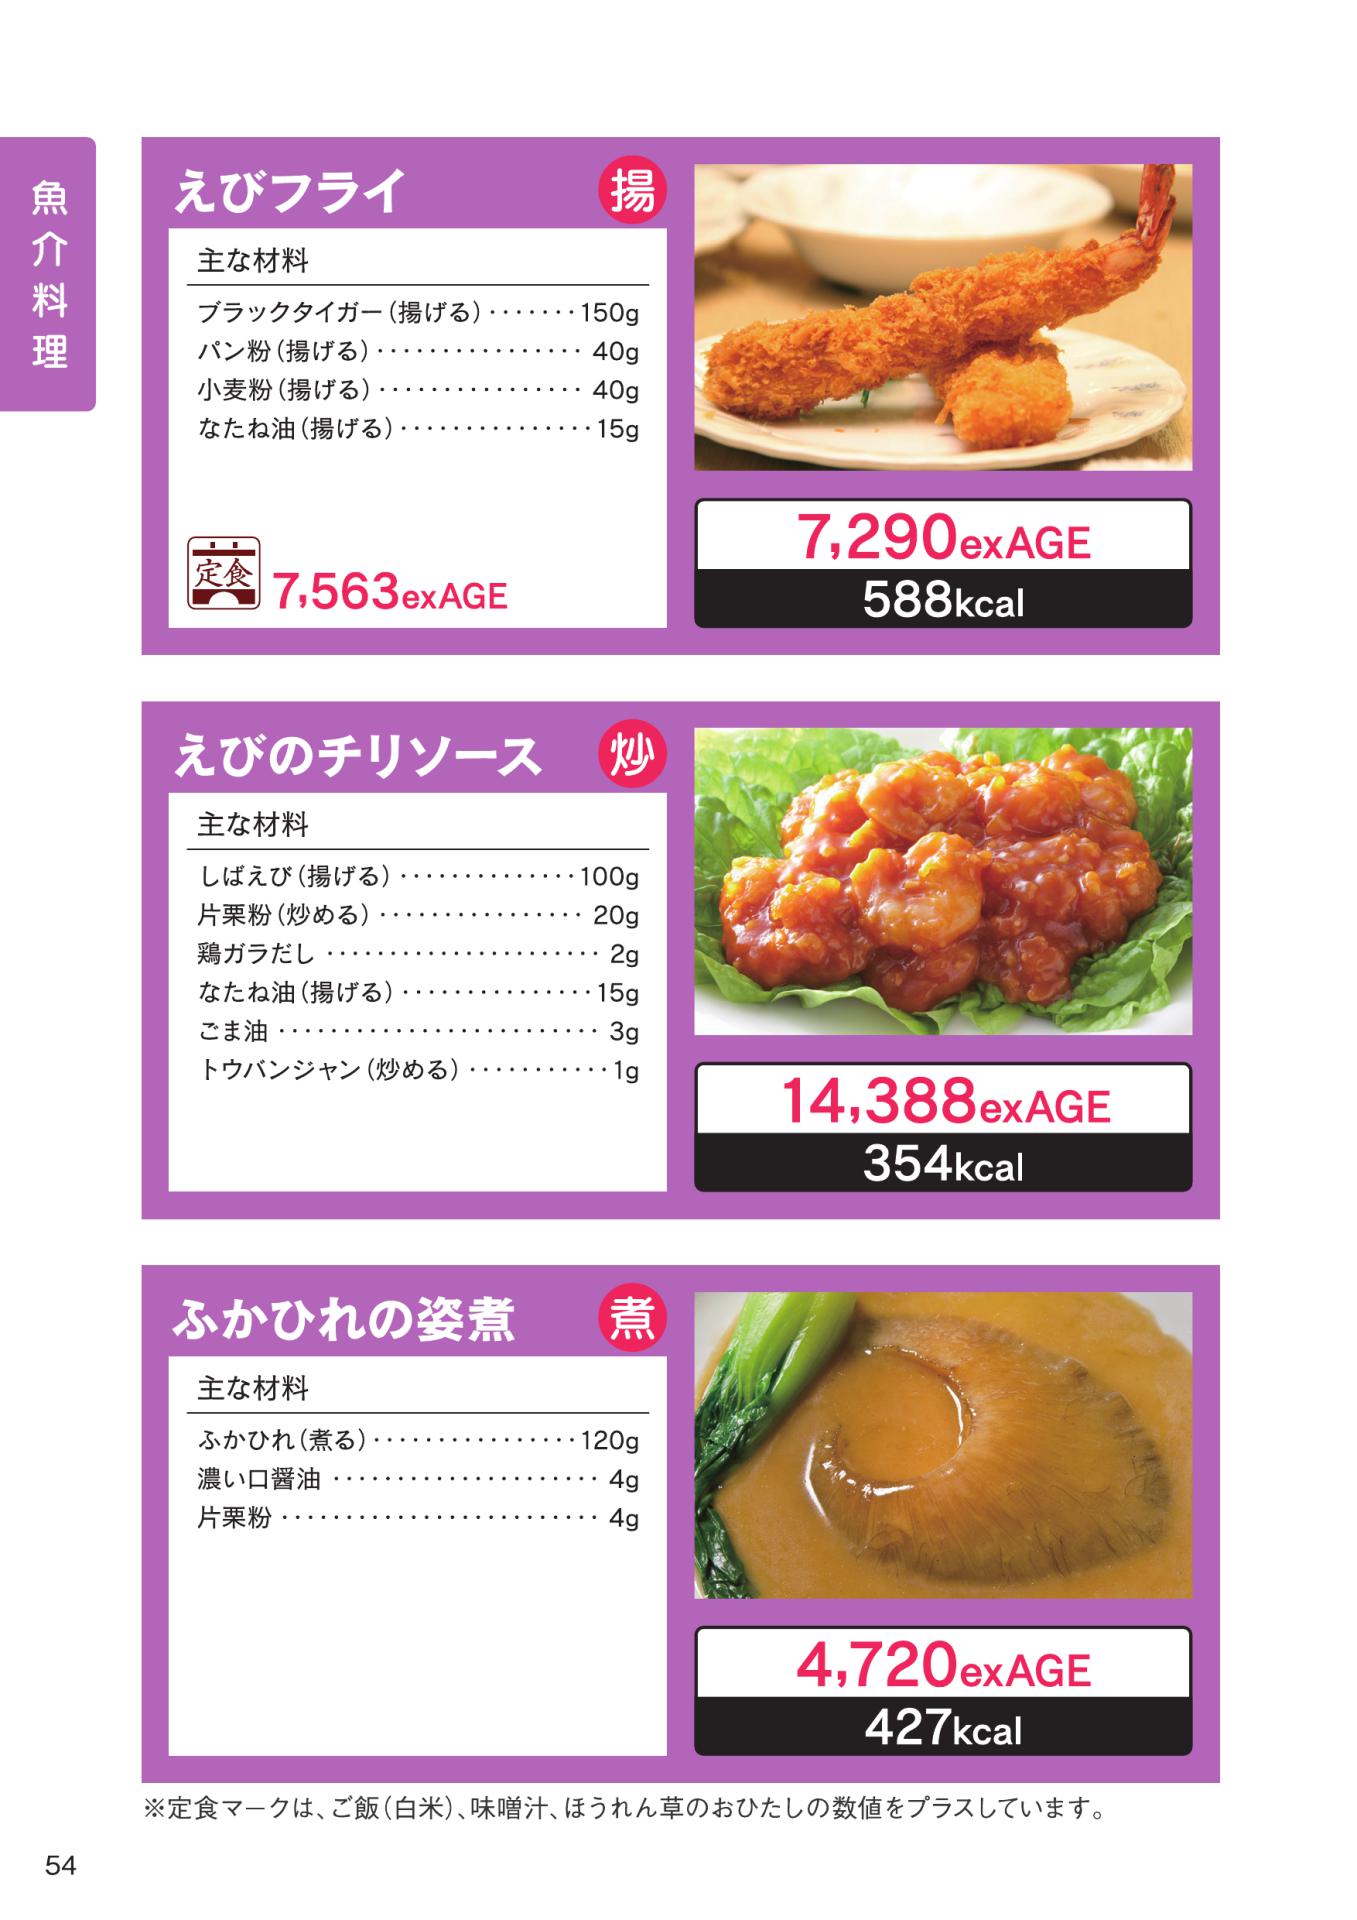 魚介料理
えびフライ 揚
主な材料
ブラックタイガー（揚げる）·······150g
パン粉（揚げる）················ 40g
小麦粉（揚げる）················ 40g
なたね油（揚げる）···············15g
定食 7,563exAGE
7,290exAGE
588kcal
えびのチリソース 炒
主な材料
しばえび（揚げる）··············100g
片栗粉（炒める）················ 20g
鶏ガラだし ······················ 2g
なたね油（揚げる）···············15g
ごま油 ························· 3g
トウバンジャン（炒める）···········1g
14,388exAGE
354kcal
ふかひれの姿煮 煮
主な材料
ふかひれ（煮る）················120g
濃い口醤油 ····················· 4g
片栗粉 ························· 4g
4,720exAGE
427kcal
※定食マークは、ご飯（白米）、味噌汁、ほうれん草のおひたしの数値をプラスしています。
54